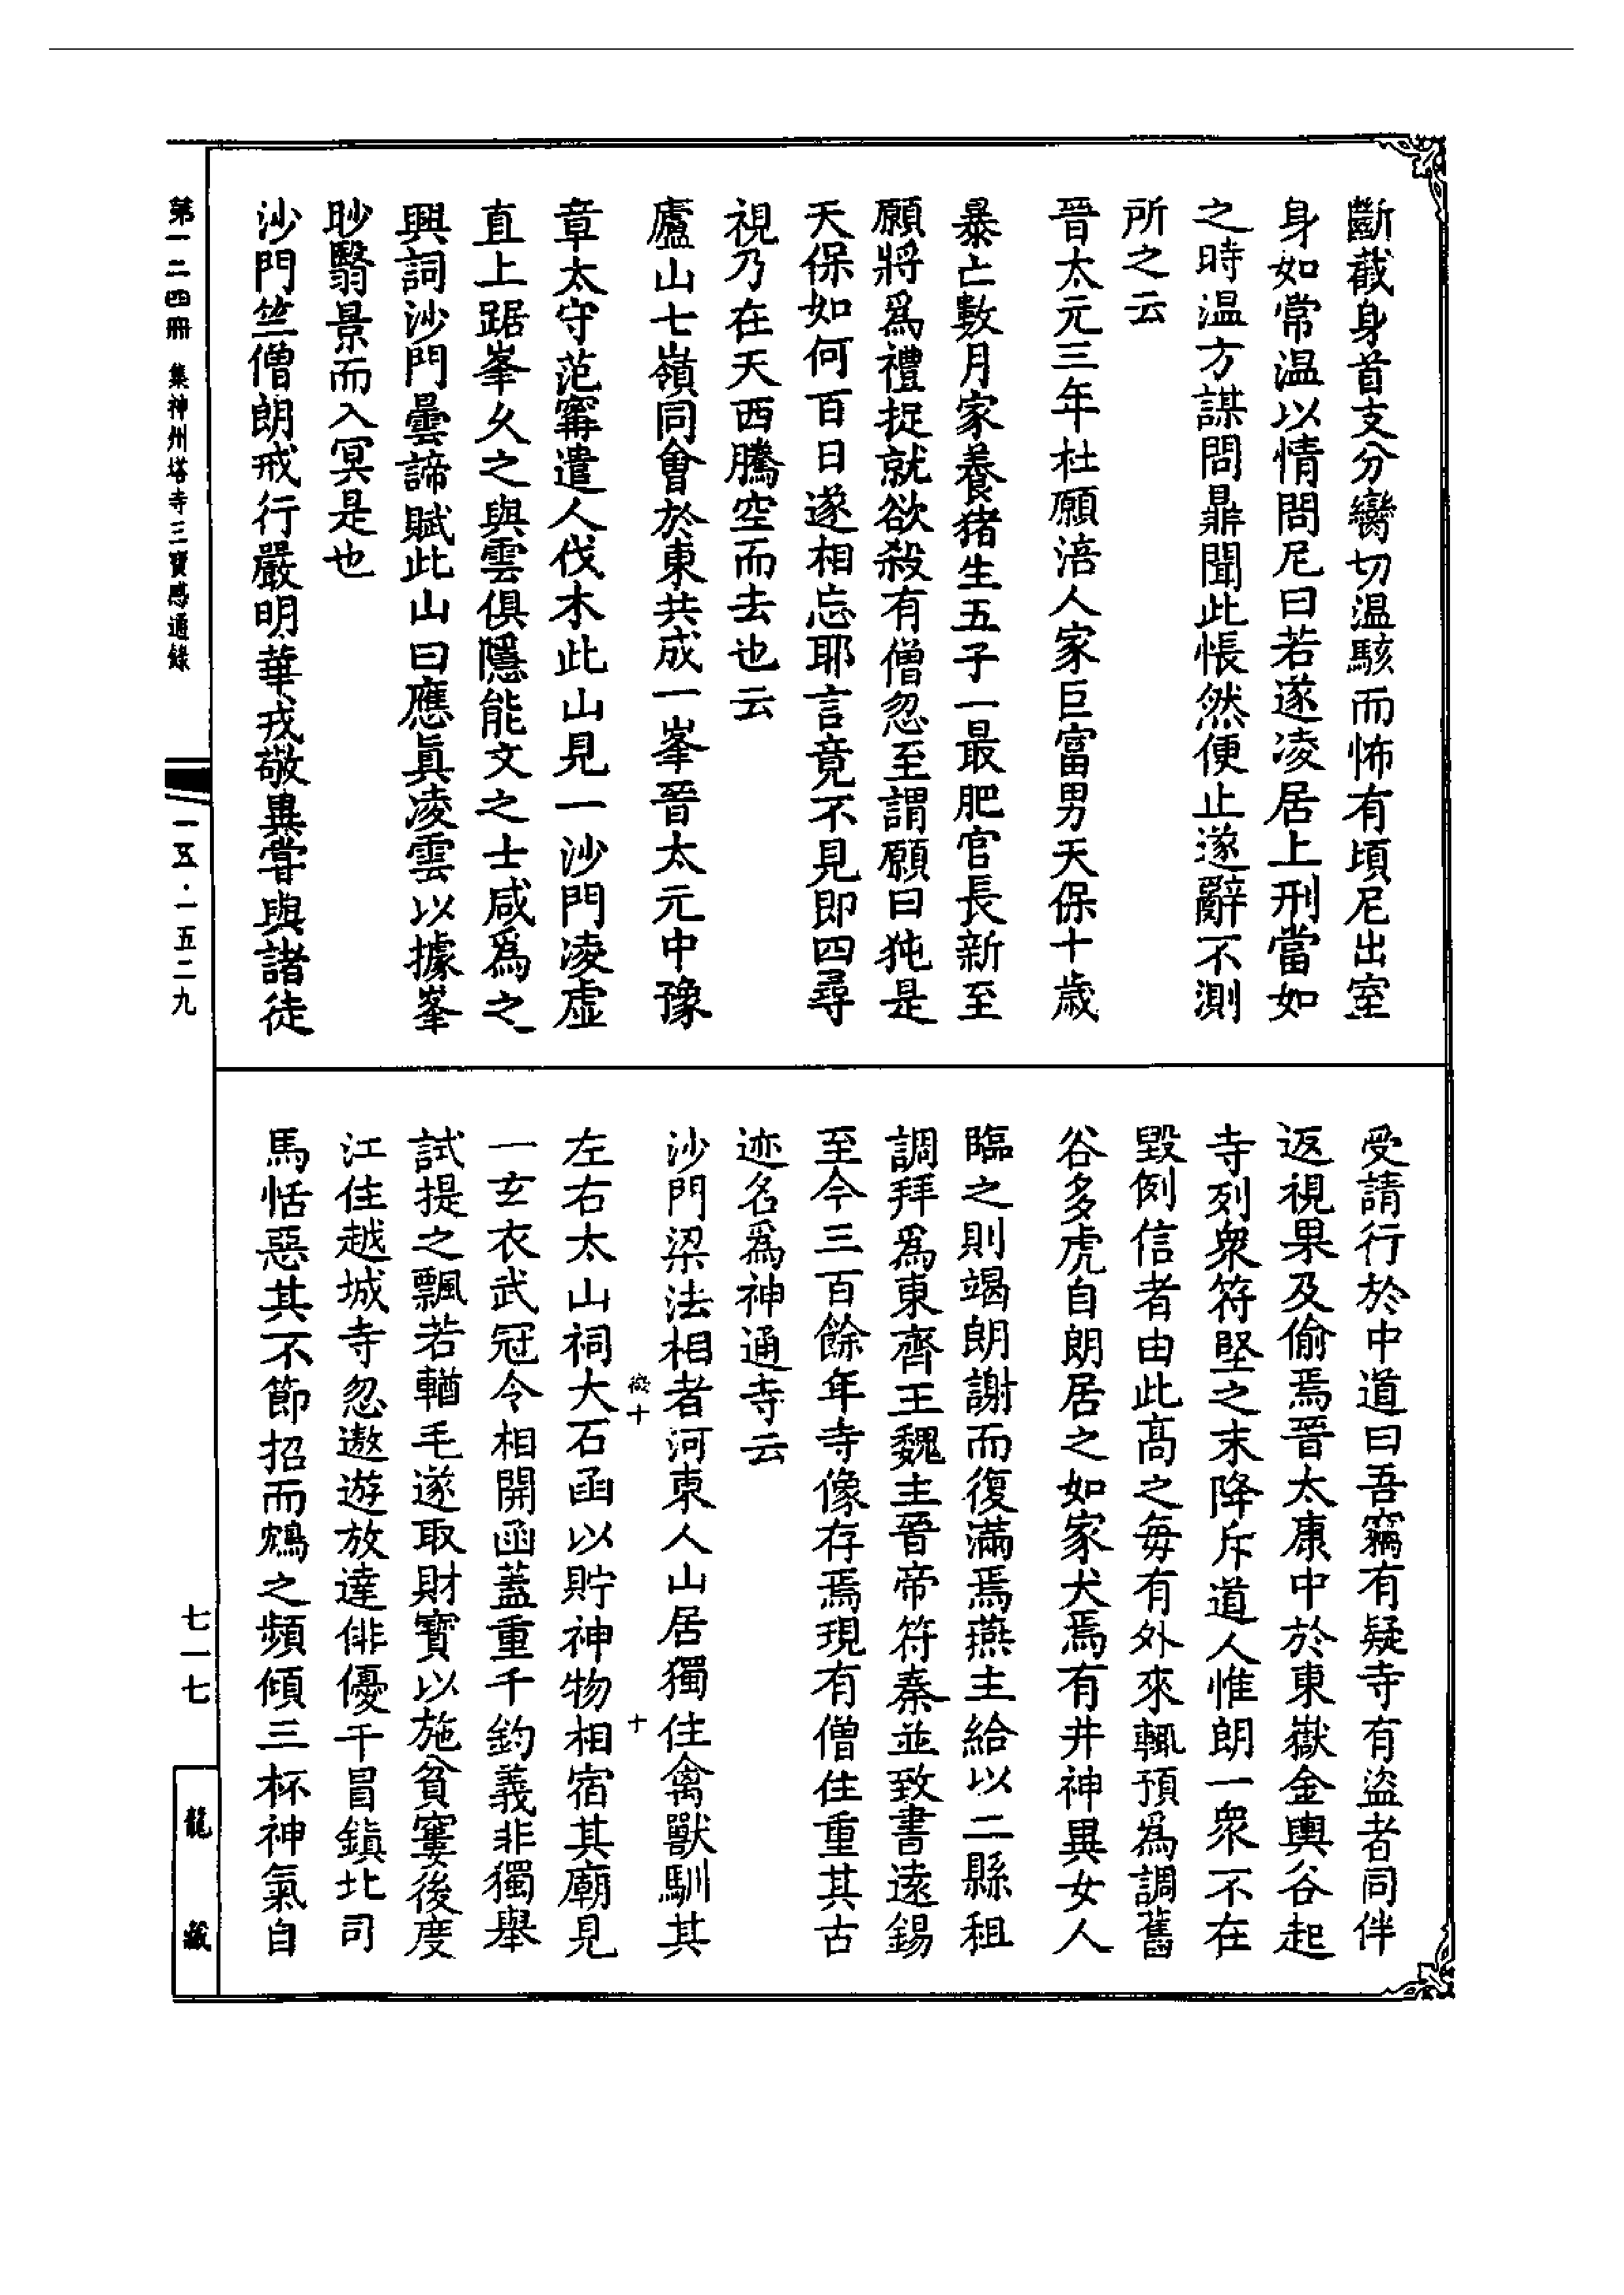 斷截身首支分臠切温駭而怖有頃尼出室
身如常温以情問尼曰若遂凌居上刑當如
之時温方謀問鼎聞此悵然便止遂辭不測
所之云
晉太元三年杜願涪人家巨富男天保十歲
暴亡數月家養猪生五子一最肥官長新至
願將為禮捉就欲殺有僧忽至謂願曰㹠是
天保如何百日遂相忘耶言竟不見即四尋
視乃在天西騰空而去也云
廬山七嶺同會於東共成一峯晉太元中豫
章太守范甯遣人伐木此山見一沙門凌虛
直上踞峯久之與雲俱隱能文之士咸為之
興詞沙門曇諦賦此山曰應真凌雲以據峯
眇翳景而入冥是也
沙門竺僧朗戒行嚴明華戎敬異嘗與諸徒
受請行於中道曰吾竊有疑寺有盜者同伴
返視果及偷焉晉太康中於東嶽金輿谷起
寺列衆符堅之末降斥道人惟朗一衆不在
毀例信者由此髙之每有外來輒預為調舊
谷多虎自朗居之如家犬焉有井神異女人
臨之則竭朗謝而復滿焉燕主給以二縣租
調拜為東齊王魏主晉帝符秦並致書遠錫
至今三百餘年寺像存焉現有僧住重其古
迹名為神通寺云
沙門梁法相者河東人山居獨住禽獸馴其
左右太山祠大石函以貯神物相宿其廟見
一玄衣武冠令相開函蓋重千鈞義非獨舉
試提之飄若輶毛遂取財寶以施貧窶後度
江住越城寺忽遨遊放達俳優干冒鎮北司
馬恬惡其不節招而鴆之頻傾三杯神氣自
十
十
第一二四冊 集神州塔寺三寶感通錄
一五·一五二九
七一七
龍藏